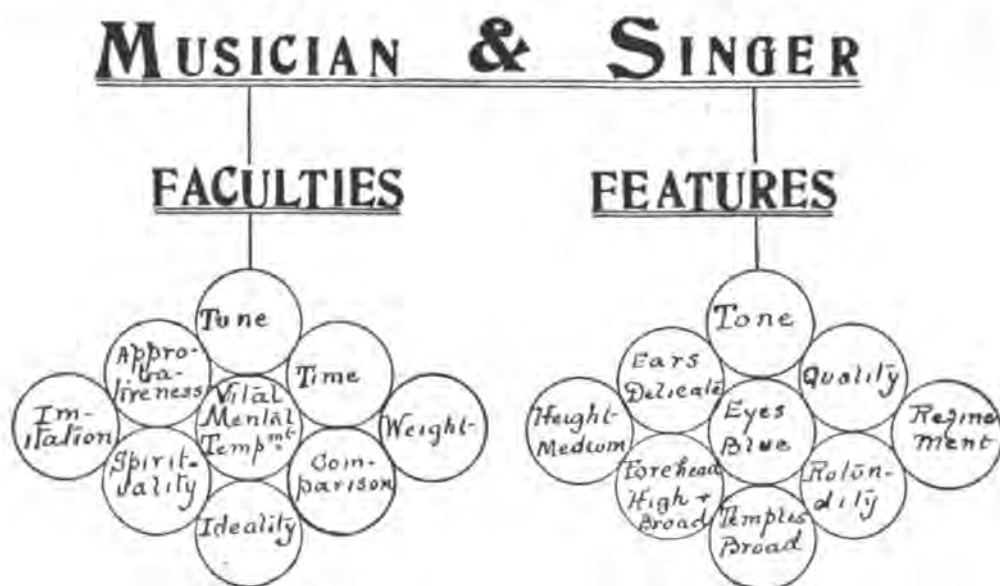 MUSICIAN & SINGER
FACULTIES
Tune
Appro-
ba-
tiveness
Time
Vital
Mental
Tempmt.
Im-
itation
Weight
Spirit-
uality
Com-
parison
Ideality
FEATURES
Tone
Ears
Delicate
Quality
Eyes
Blue
Height
Medium
Refine
Ment
Forehead
High +
Broad
Rotun-
dity
Temples
Broad